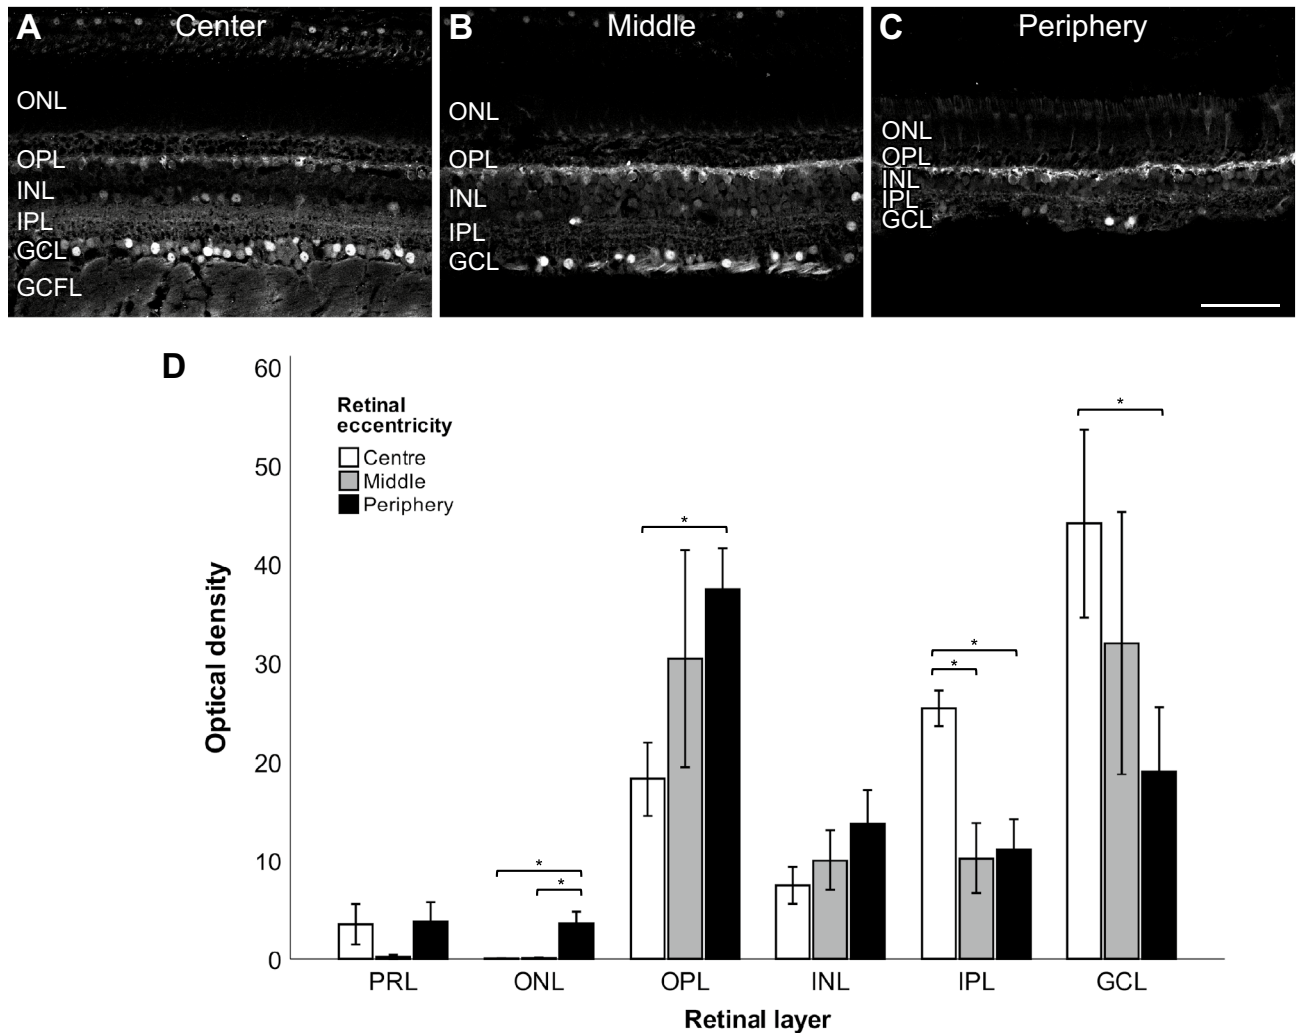 A Center
ONL
OPL
INL
IPL
GCL
GCFL
B Middle
ONL
OPL
INL
IPL
GCL
C Periphery
ONL
OPL
INL
IPL
GCL
D
60
50
40
30
20
10
0
Optical density
Retinal
eccentricity
Centre
Middle
Periphery
*
*
*
*
*
*
PRL ONL OPL INL IPL GCL
Retinal layer